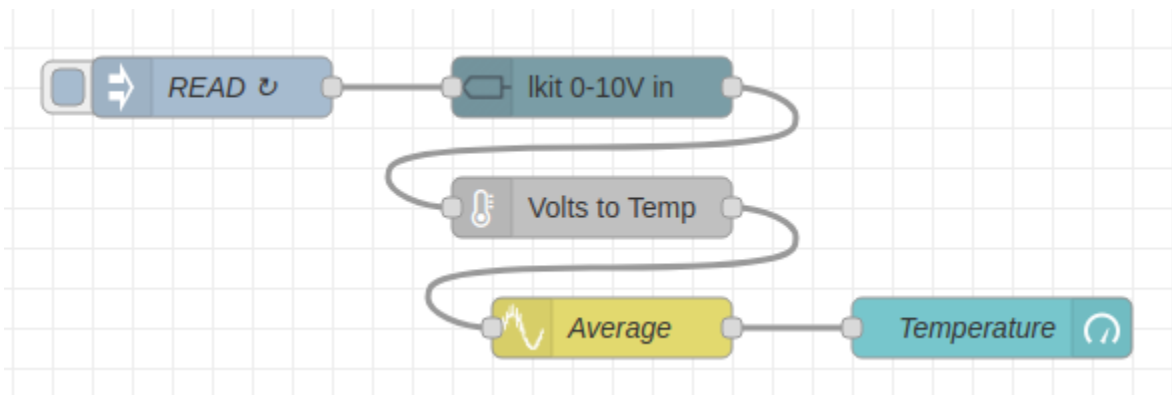 READ ↻
lkit 0-10V in
Volts to Temp
Average
Temperature